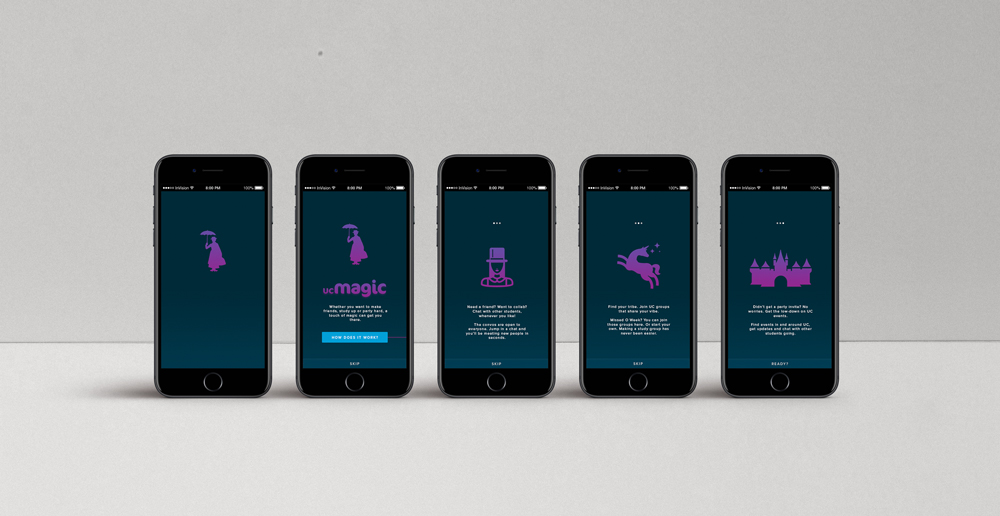 ●●●○○ InVision 8:00 PM 100%
●●●○○ InVision 8:00 PM 100%
ucmagic
Whether you want to make
friends, study up or party hard, a
touch of magic can get you
there.
HOW DOES IT WORK?
SKIP
●●●○○ InVision 8:00 PM 100%
Need a friend? Want to collab?
Chat with other students,
whenever you like!
The convos are open to
everyone. Jump in a chat and
you'll be meeting new people in
seconds.
SKIP
●●●○○ InVision 8:00 PM 100%
Find your tribe. Join UC groups
that share your vibe.
Missed O'Week? You can join
those groups here. Or start your
own. Making a study group has
never been easier.
SKIP
●●●○○ InVision 8:00 PM 100%
Didn't get a party invite? No
worries. Get the low-down on UC
events.
Find events in and around UC,
get updates and chat with other
students going.
READY?